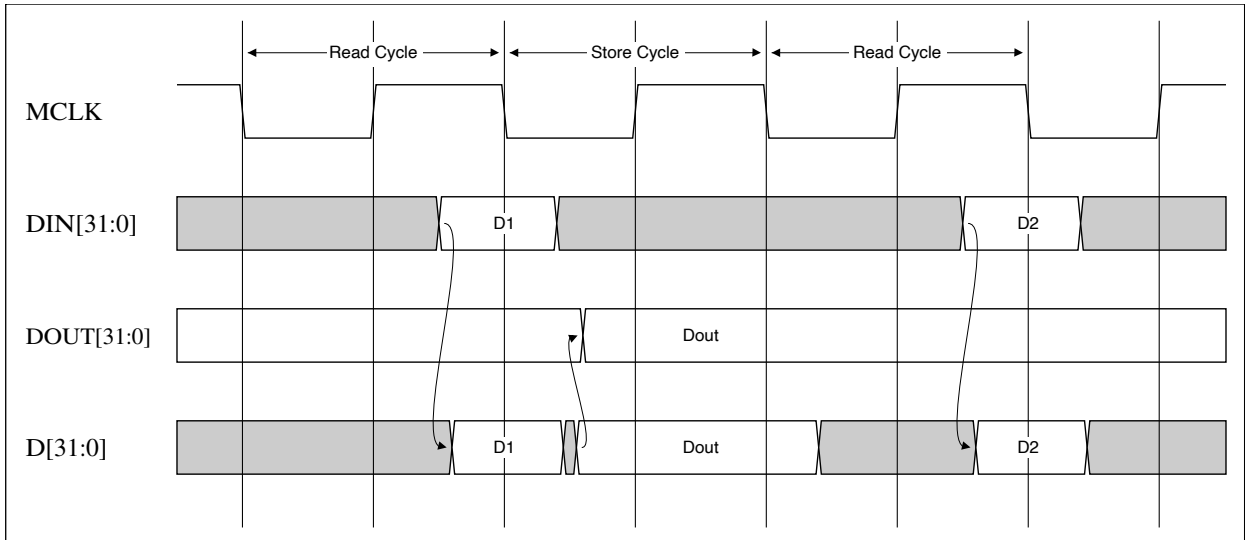 Read Cycle Store Cycle Read Cycle
MCLK
DIN[31:0] D1 D2
DOUT[31:0] Dout
D[31:0] D1 Dout D2